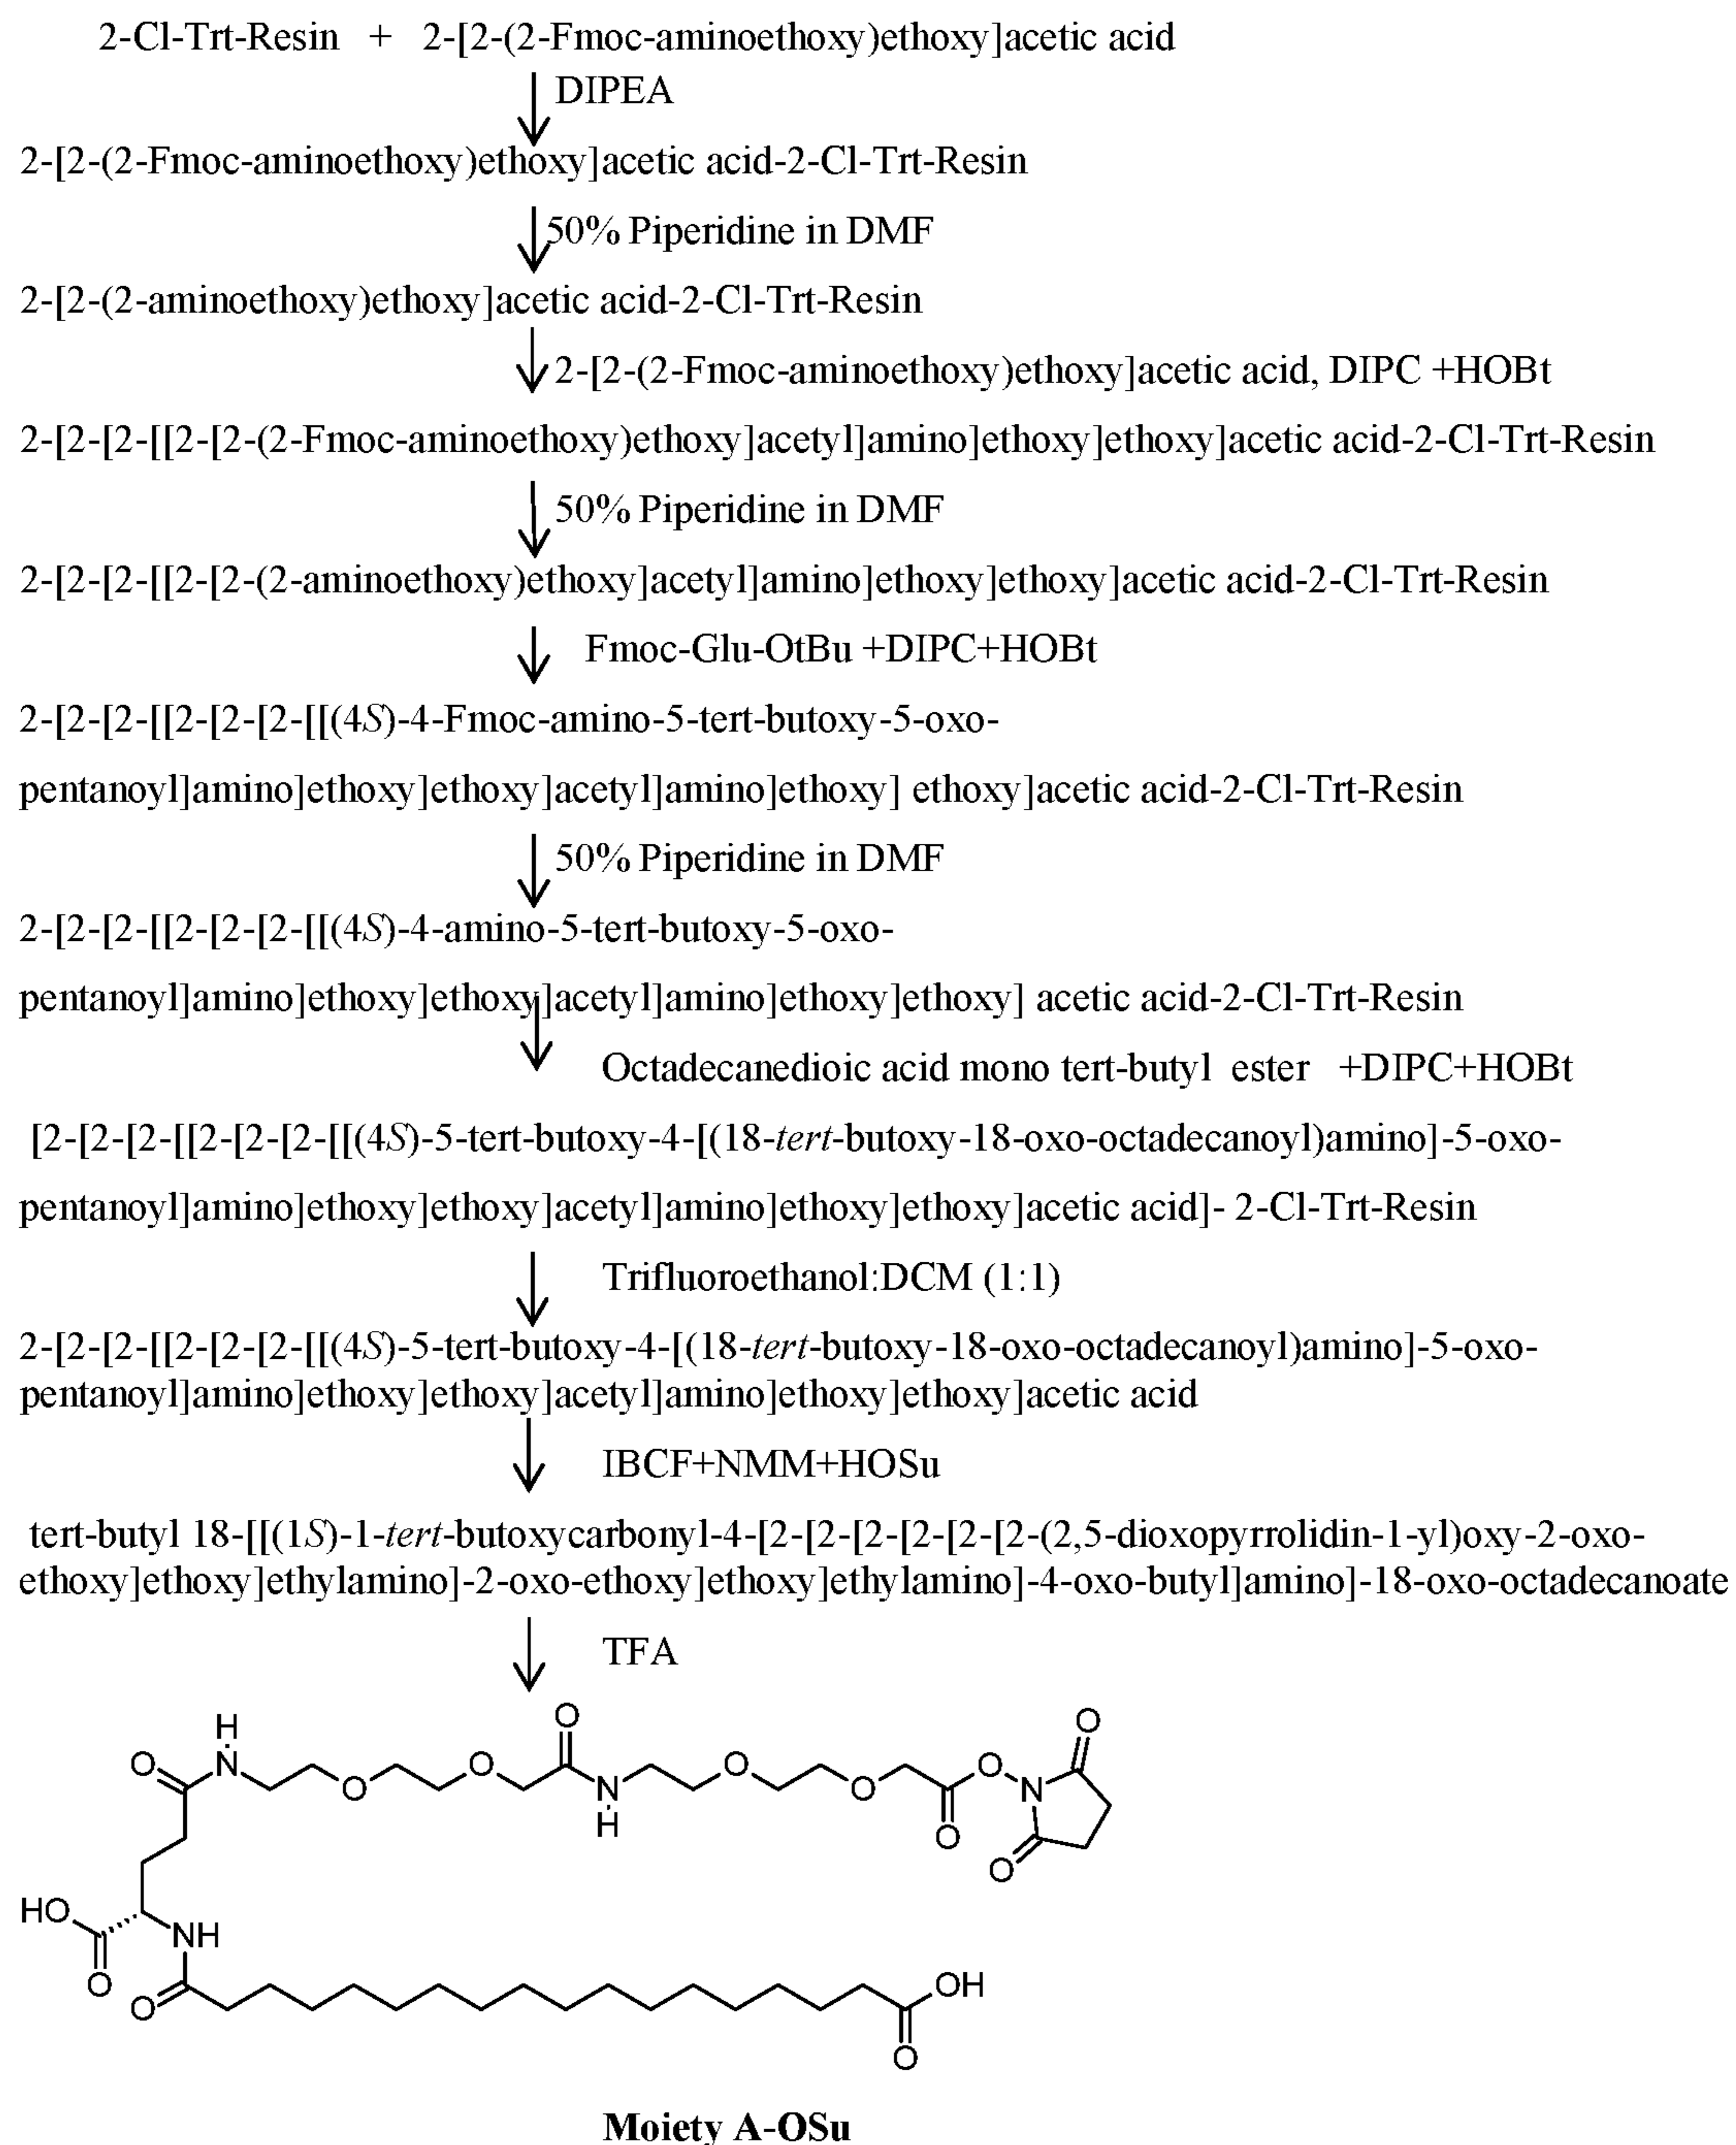 2-Cl-Trt-Resin + 2-[2-(2-Fmoc-aminoethoxy)ethoxy]acetic acid
DIPEA
2-[2-(2-Fmoc-aminoethoxy)ethoxy]acetic acid-2-Cl-Trt-Resin
50% Piperidine in DMF
2-[2-(2-aminoethoxy)ethoxy]acetic acid-2-Cl-Trt-Resin
2-[2-(2-Fmoc-aminoethoxy)ethoxy]acetic acid, DIPC +HOBt
2-[2-[2-[[2-[2-(2-Fmoc-aminoethoxy)ethoxy]acetyl]amino]ethoxy]ethoxy]acetic acid-2-Cl-Trt-Resin
50% Piperidine in DMF
2-[2-[2-[[2-[2-(2-aminoethoxy)ethoxy]acetyl]amino]ethoxy]ethoxy]acetic acid-2-Cl-Trt-Resin
Fmoc-Glu-OtBu +DIPC+HOBt
2-[2-[2-[[2-[2-[2-[[(4S)-4-Fmoc-amino-5-tert-butoxy-5-oxo-
pentanoyl]amino]ethoxy]ethoxy]acetyl]amino]ethoxy] ethoxy]acetic acid-2-Cl-Trt-Resin
50% Piperidine in DMF
2-[2-[2-[[2-[2-[2-[[(4S)-4-amino-5-tert-butoxy-5-oxo-
pentanoyl]amino]ethoxy]ethoxy]acetyl]amino]ethoxy]ethoxy] acetic acid-2-Cl-Trt-Resin
Octadecanedioic acid mono tert-butyl ester +DIPC+HOBt
[2-[2-[2-[[2-[2-[2-[[(4S)-5-tert-butoxy-4-[(18-tert-butoxy-18-oxo-octadecanoyl)amino]-5-oxo-
pentanoyl]amino]ethoxy]ethoxy]acetyl]amino]ethoxy]ethoxy]acetic acid]- 2-Cl-Trt-Resin
Trifluoroethanol:DCM (1:1)
2-[2-[2-[[2-[2-[2-[[(4S)-5-tert-butoxy-4-[(18-tert-butoxy-18-oxo-octadecanoyl)amino]-5-oxo-
pentanoyl]amino]ethoxy]ethoxy]acetyl]amino]ethoxy]ethoxy]acetic acid
IBCF+NMM+HOSu
tert-butyl 18-[[(1S)-1-tert-butoxycarbonyl-4-[2-[2-[2-[2-[2-[2-(2,5-dioxopyrrolidin-1-yl)oxy-2-oxo-
ethoxy]ethoxy]ethylamino]-2-oxo-ethoxy]ethoxy]ethylamino]-4-oxo-butyl]amino]-18-oxo-octadecanoate
TFA
H O O
O N O O N O O O N
H O O
HO NH
O O OH
O
Moiety A-OSu